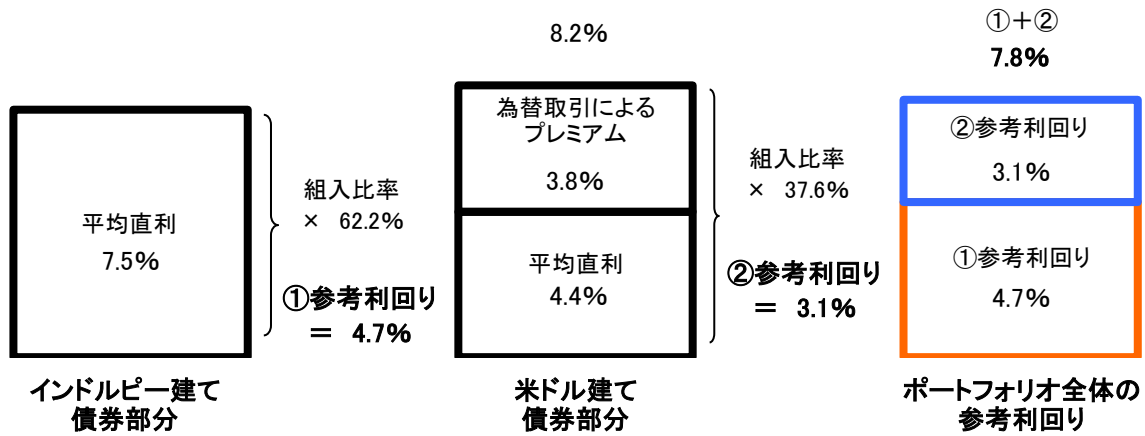 平均直利
7.5%
組入比率
× 62.2%
①参考利回り
= 4.7%
インドルピー建て
債券部分
8.2%
為替取引による
プレミアム
3.8%
平均直利
4.4%
組入比率
× 37.6%
②参考利回り
= 3.1%
米ドル建て
債券部分
①+②
7.8%
②参考利回り
3.1%
①参考利回り
4.7%
ポートフォリオ全体の
参考利回り